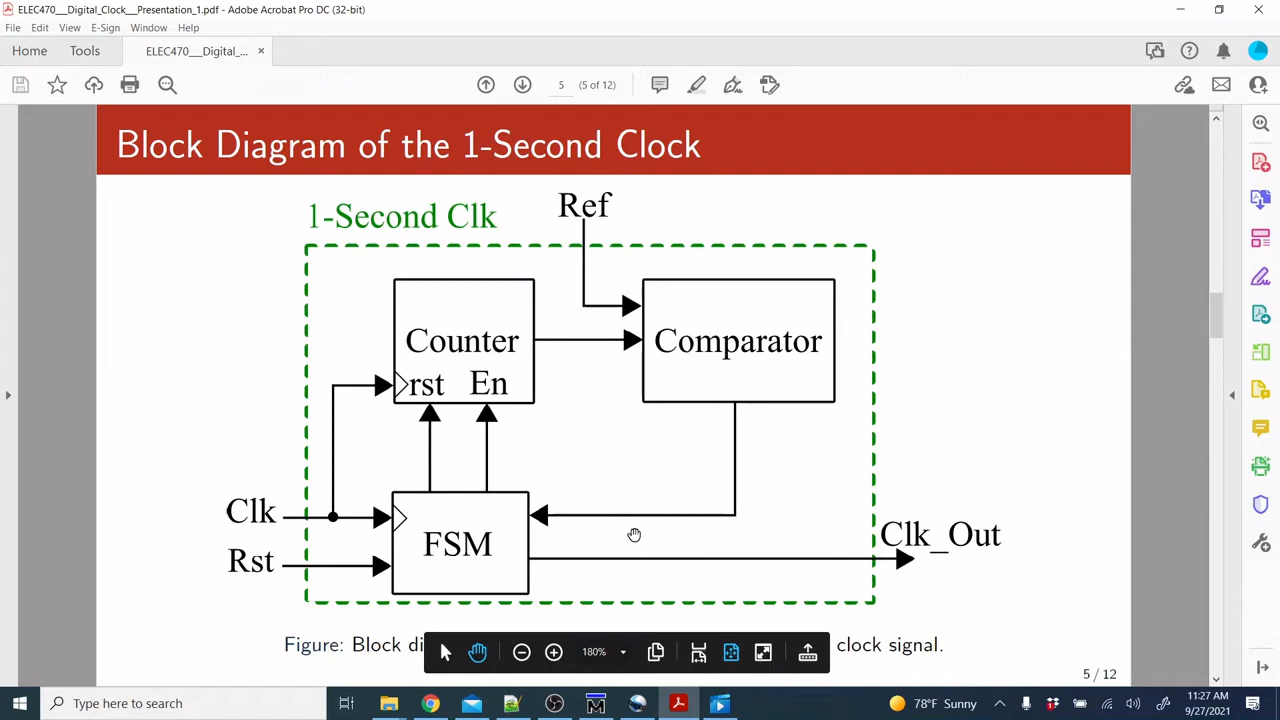 ELEC470___Digital_Clock__Presentation_1.pdf - Adobe Acrobat Pro DC (32-bit)
File Edit View E-Sign Window Help
Home Tools ELEC470___Digital_...
5 (5 of 12)
Block Diagram of the 1-Second Clock
1-Second Clk
Ref
Counter
rst En
Comparator
Clk
Rst
FSM
Clk_Out
Figure: Block di clock signal.
180%
5 / 12
Type here to search
78°F Sunny
11:27 AM
9/27/2021